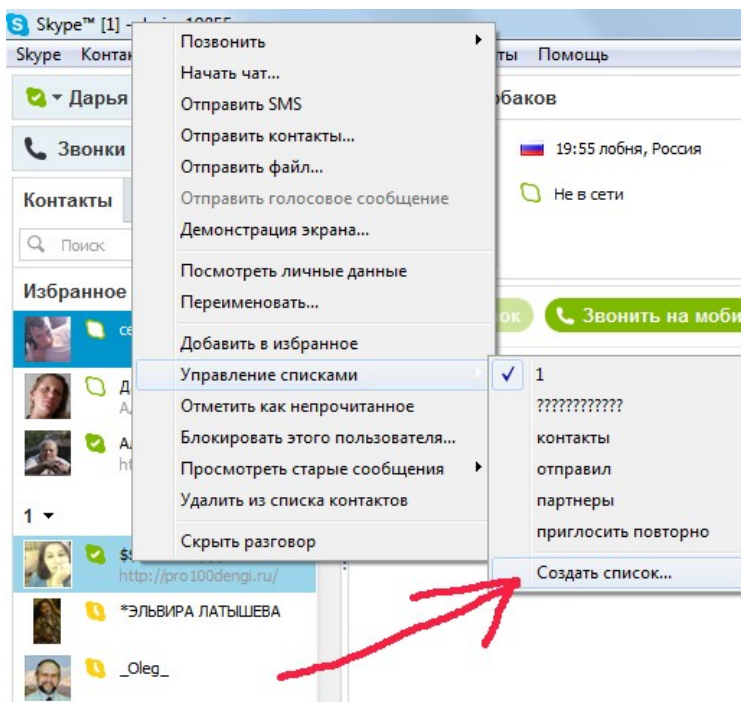 Skype™ [1] -
Skype
Помощь
Дарья
Звонки
19:55 лобня, Россия
Не в сети
Контакты
Поиск
Избранное
Звонить на
1
http://pro100dengi.ru/
*ЭЛЬВИРА ЛАТЫШЕВА
_Oleg_
Позвонить
Начать чат...
Отправить SMS
Отправить контакты...
Отправить файл...
Отправить голосовое сообщение
Демонстрация экрана...
Посмотреть личные данные
Переименовать...
Добавить в избранное
Управление списками
Отметить как непрочитанное
Блокировать этого пользователя...
Просмотреть старые сообщения
Удалить из списка контактов
Скрыть разговор
1
????????????
контакты
отправил
партнеры
приглосить повторно
Создать список...